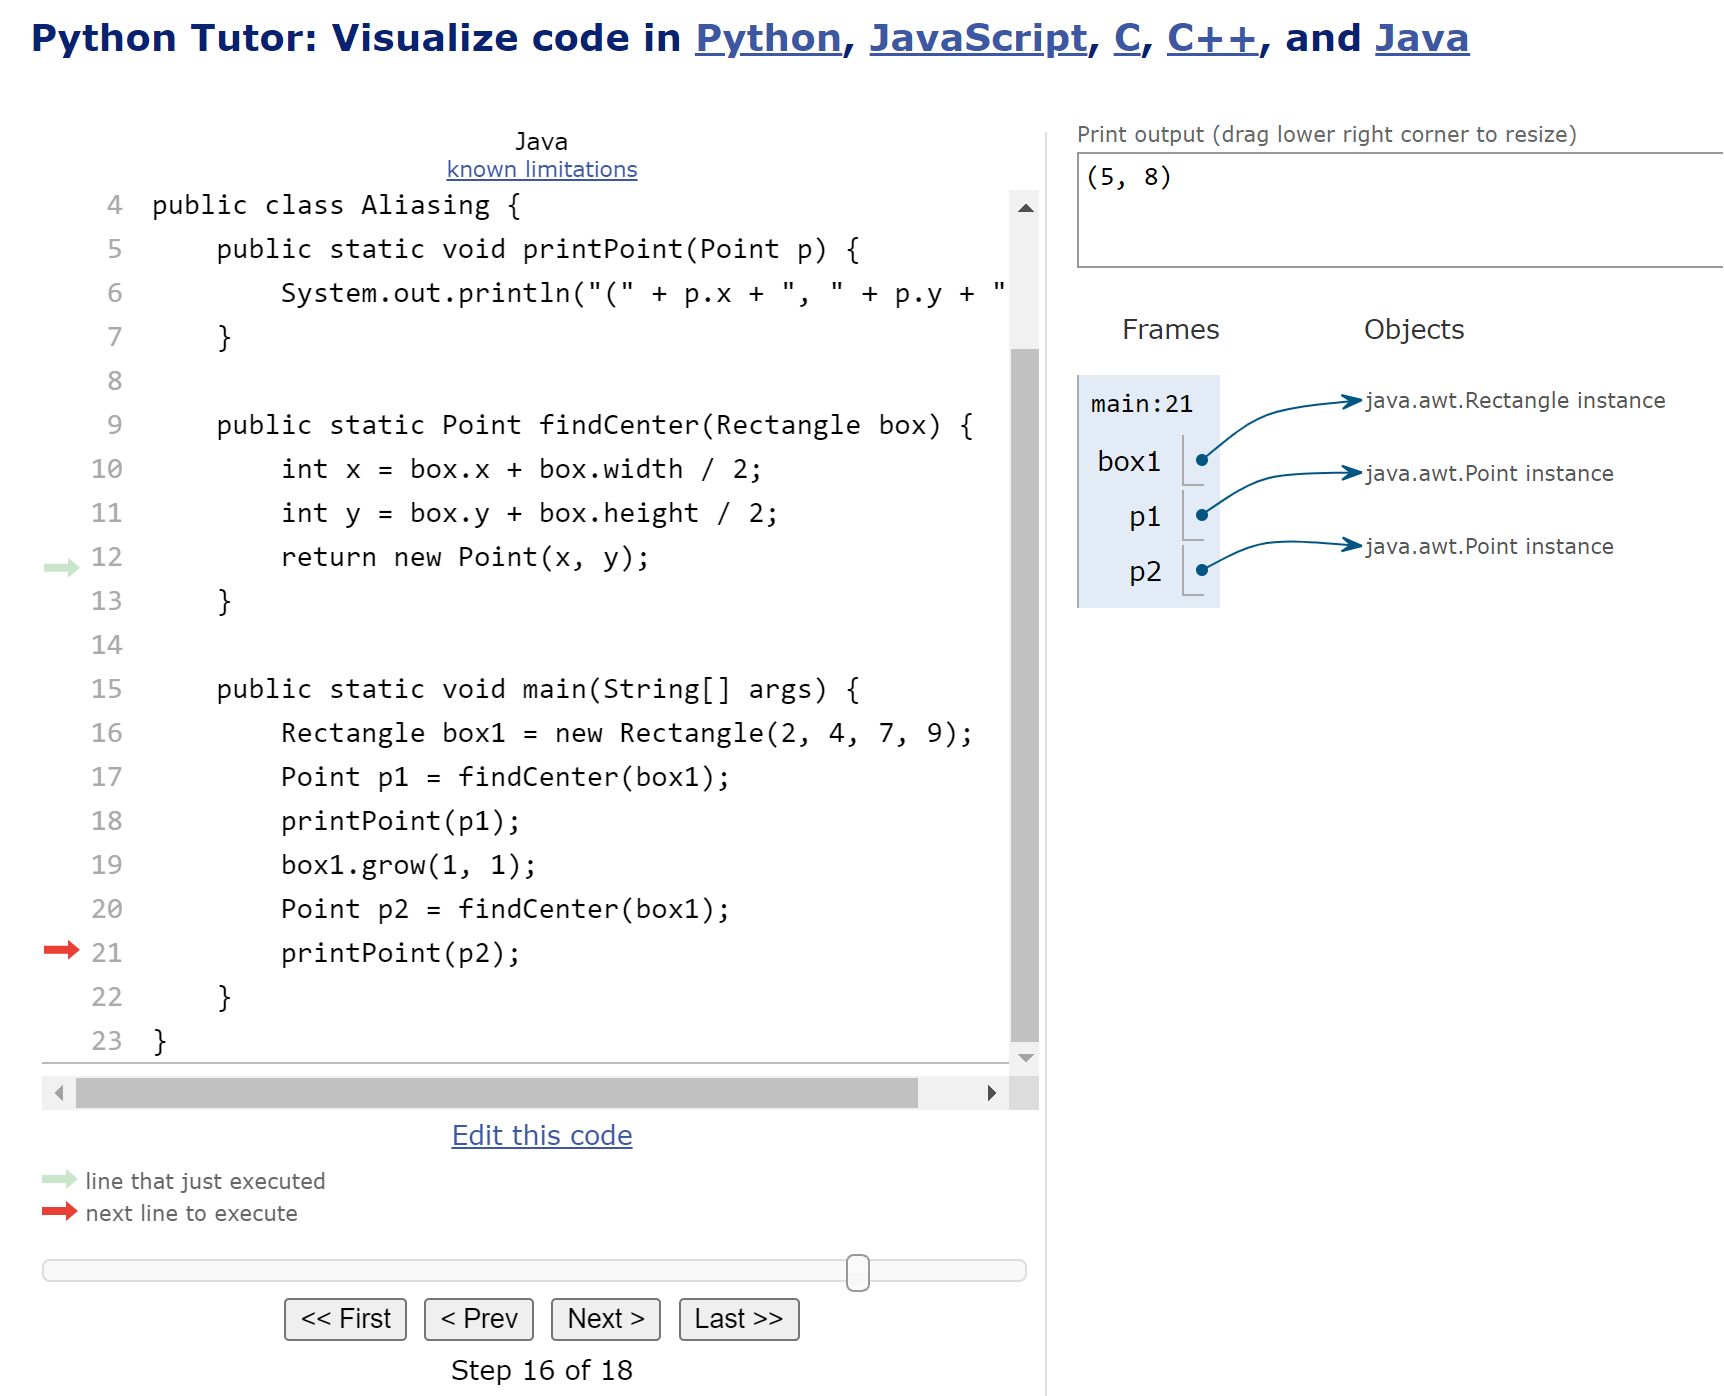 Python Tutor: Visualize code in Python, JavaScript, C, C++, and Java
Java
known limitations
4 public class Aliasing {
5     public static void printPoint(Point p) {
6         System.out.println("(" + p.x + ", " + p.y + "
7     }
8
9     public static Point findCenter(Rectangle box) {
10         int x = box.x + box.width / 2;
11         int y = box.y + box.height / 2;
12         return new Point(x, y);
13     }
14
15     public static void main(String[] args) {
16         Rectangle box1 = new Rectangle(2, 4, 7, 9);
17         Point p1 = findCenter(box1);
18         printPoint(p1);
19         box1.grow(1, 1);
20         Point p2 = findCenter(box1);
21         printPoint(p2);
22     }
23 }
Edit this code
line that just executed
next line to execute
<< First < Prev Next > Last >>
Step 16 of 18
Print output (drag lower right corner to resize)
(5, 8)
Frames Objects
main:21
box1
p1
p2
java.awt.Rectangle instance
java.awt.Point instance
java.awt.Point instance